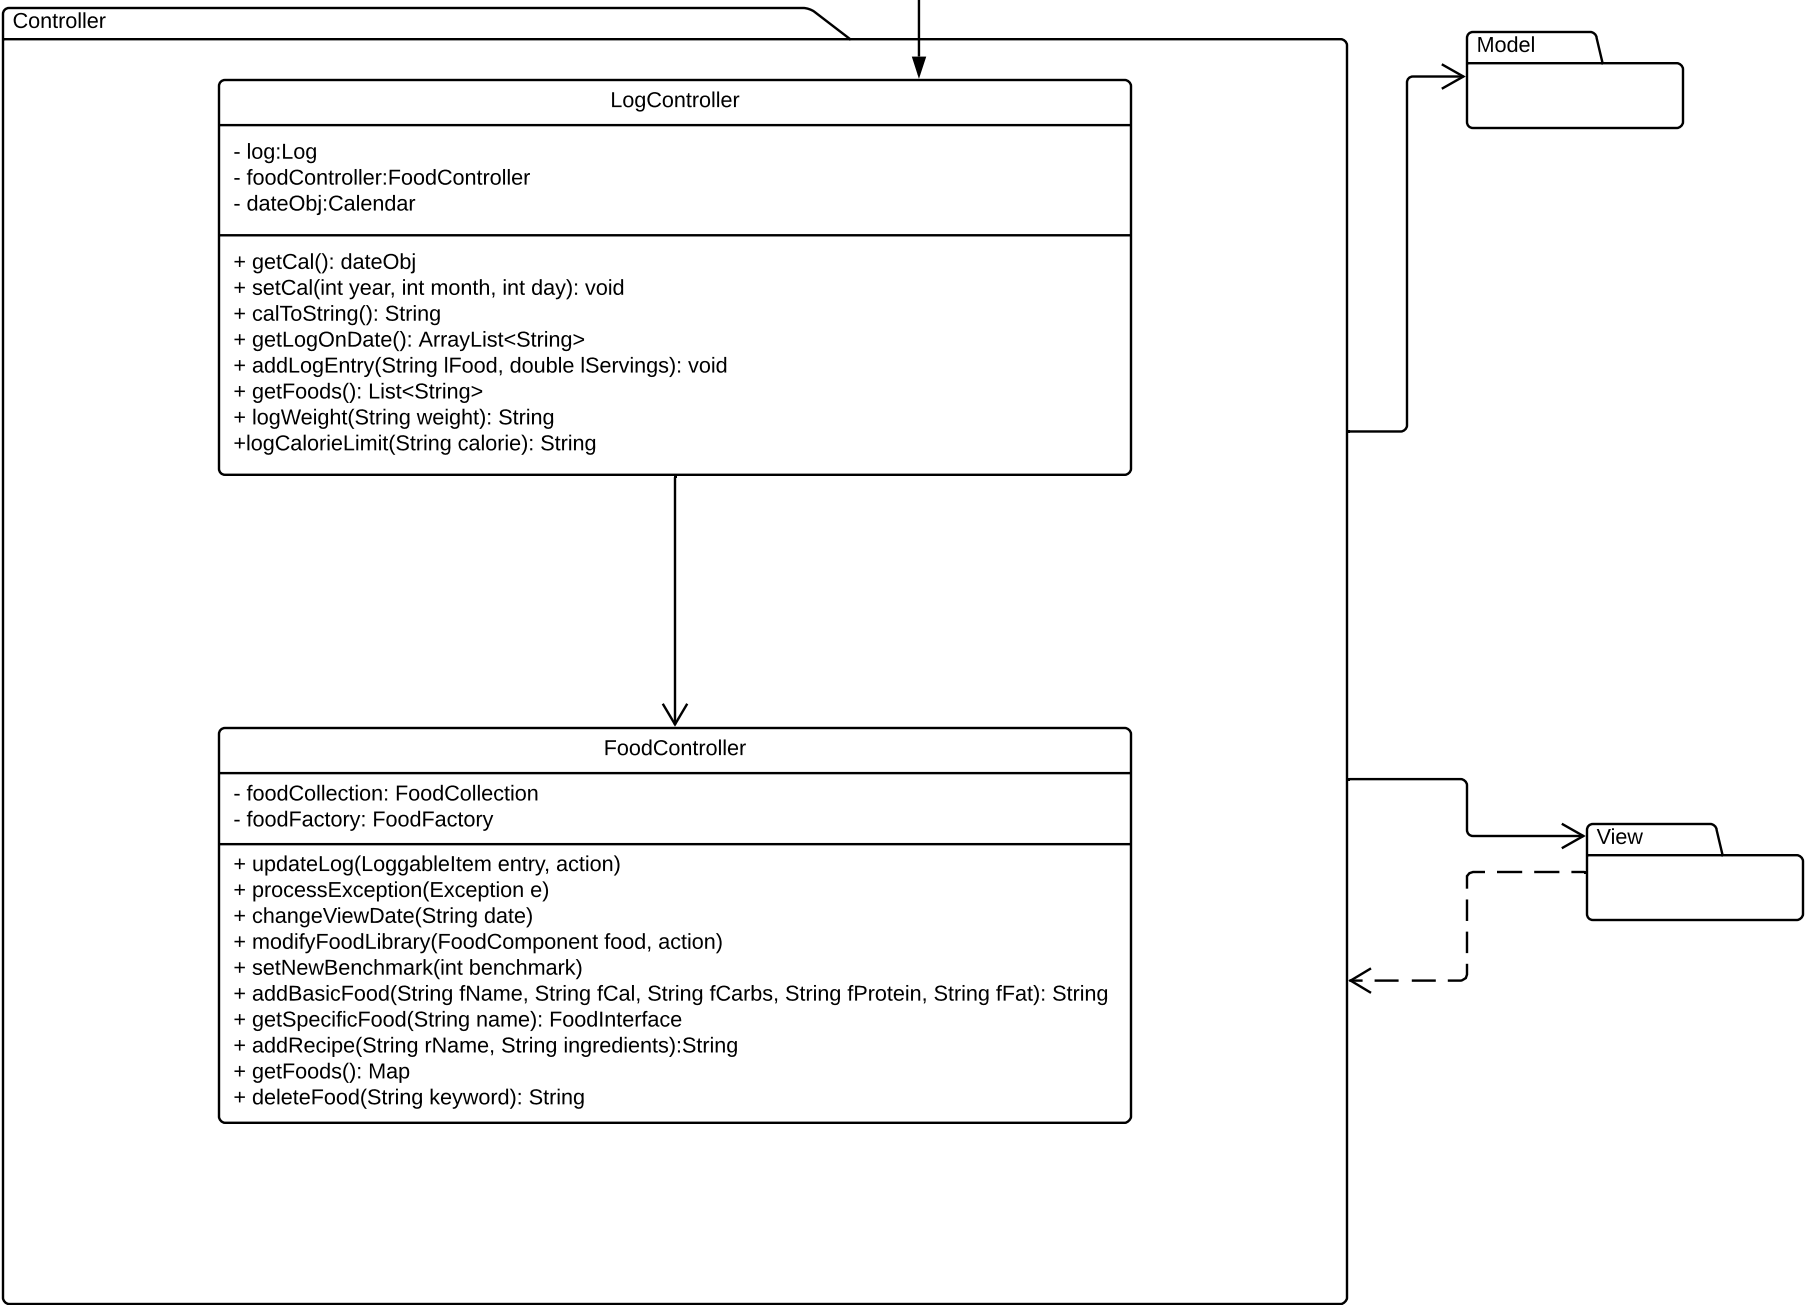 Controller
Model
LogController
- log:Log
- foodController:FoodController
- dateObj:Calendar
+ getCal(): dateObj
+ setCal(int year, int month, int day): void
+ calToString(): String
+ getLogOnDate(): ArrayList<String>
+ addLogEntry(String lFood, double lServings): void
+ getFoods(): List<String>
+ logWeight(String weight): String
+logCalorieLimit(String calorie): String
FoodController
- foodCollection: FoodCollection
- foodFactory: FoodFactory
+ updateLog(LoggableItem entry, action)
+ processException(Exception e)
+ changeViewDate(String date)
+ modifyFoodLibrary(FoodComponent food, action)
+ setNewBenchmark(int benchmark)
+ addBasicFood(String fName, String fCal, String fCarbs, String fProtein, String fFat): String
+ getSpecificFood(String name): FoodInterface
+ addRecipe(String rName, String ingredients):String
+ getFoods(): Map
+ deleteFood(String keyword): String
View